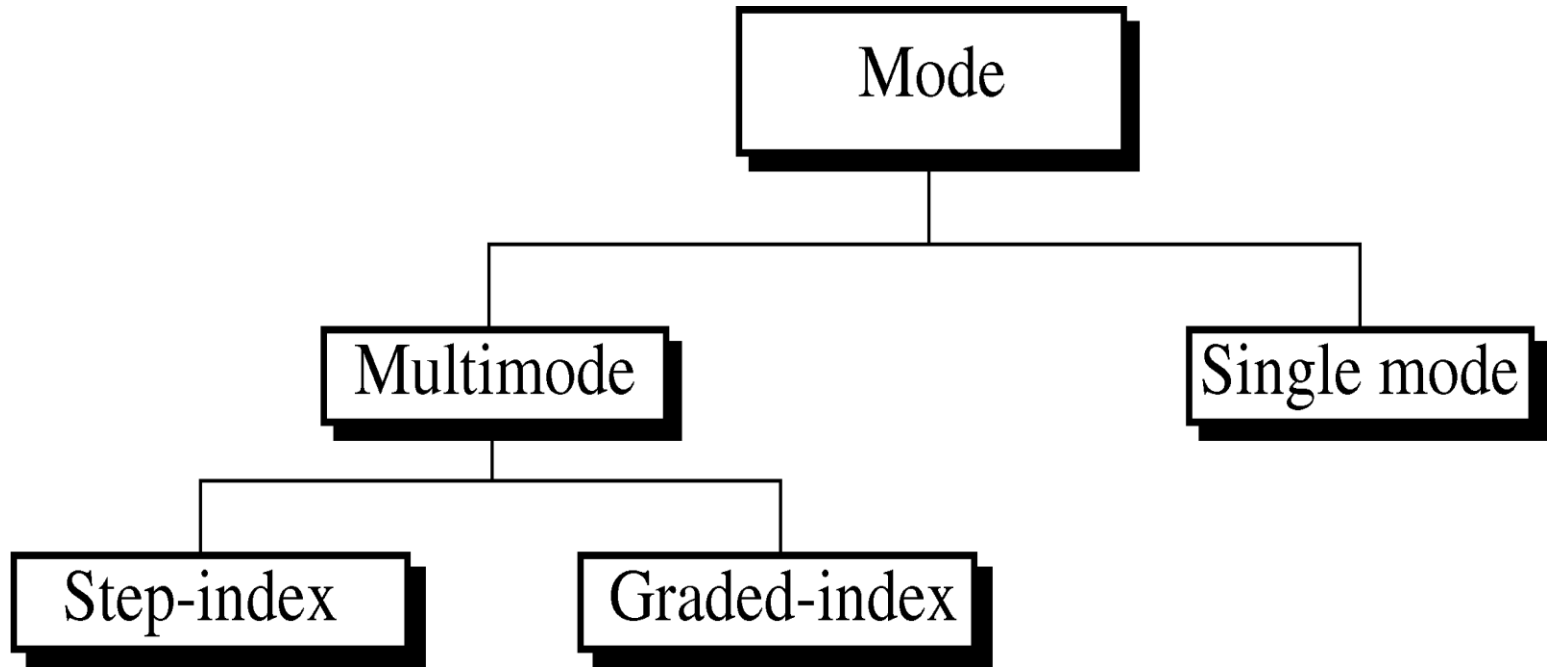 Mode
Multimode
Single mode
Step-index
Graded-index